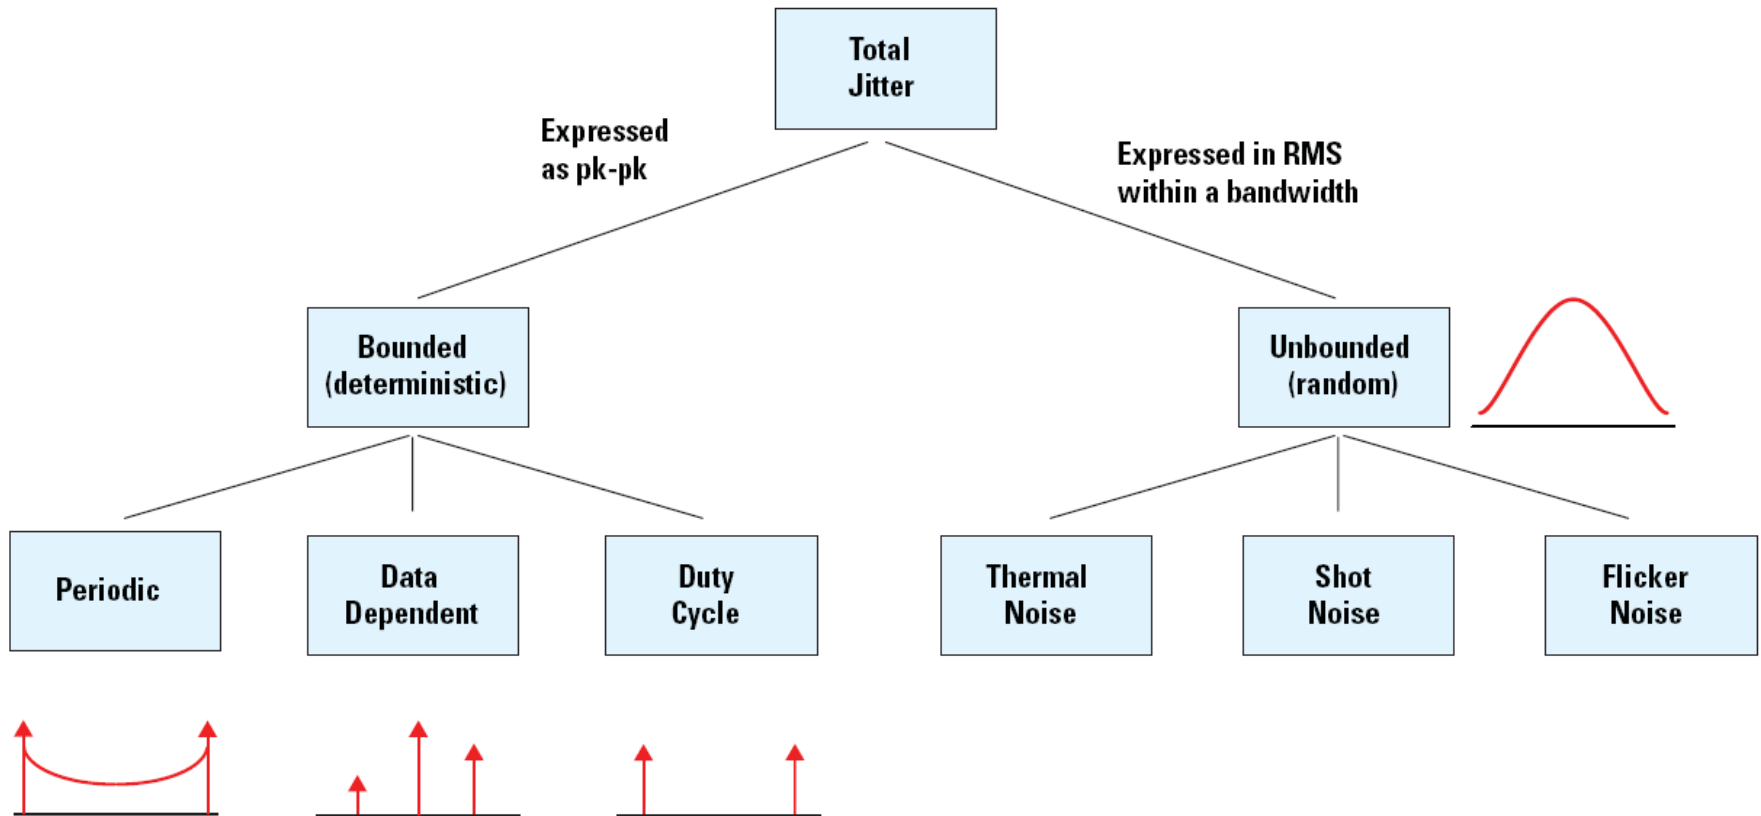 Total
Jitter
Expressed
as pk-pk
Expressed in RMS
within a bandwidth
Bounded
(deterministic)
Unbounded
(random)
Periodic
Data
Dependent
Duty
Cycle
Thermal
Noise
Shot
Noise
Flicker
Noise